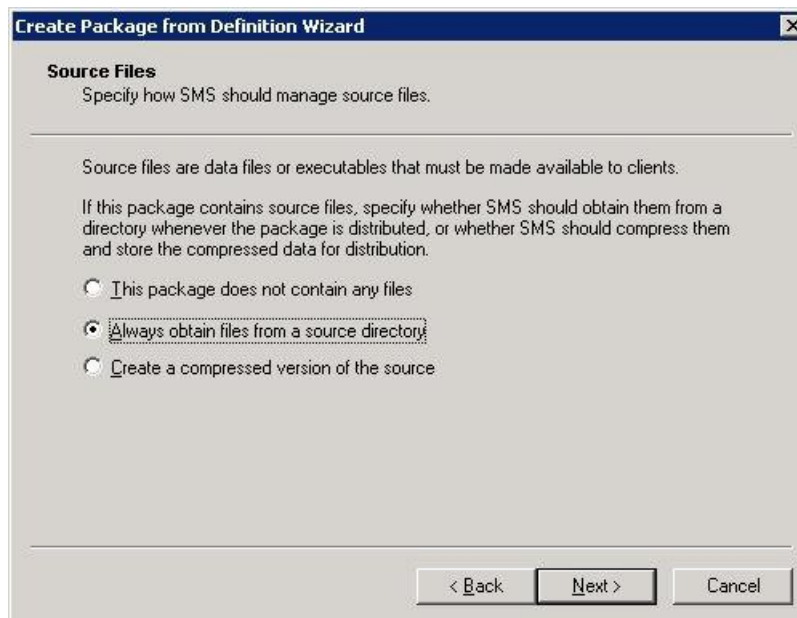 Create Package from Definition Wizard
Source Files
Specify how SMS should manage source files.
Source files are data files or executables that must be made available to clients.
If this package contains source files, specify whether SMS should obtain them from a
directory whenever the package is distributed, or whether SMS should compress them
and store the compressed data for distribution.
This package does not contain any files
Always obtain files from a source directory
Create a compressed version of the source
< Back
Next >
Cancel